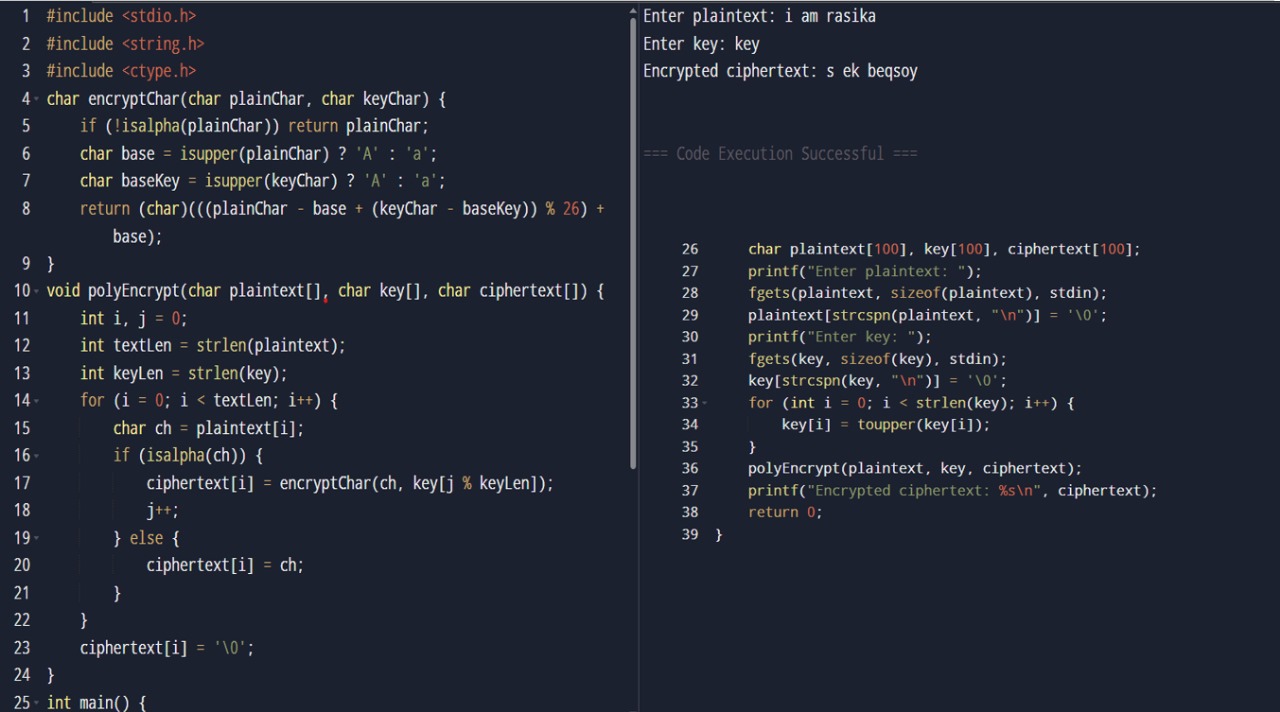 1 #include <stdio.h>
2 #include <string.h>
3 #include <ctype.h>
4 char encryptChar(char plainChar, char keyChar) {
5     if (!isalpha(plainChar)) return plainChar;
6     char base = isupper(plainChar) ? 'A' : 'a';
7     char baseKey = isupper(keyChar) ? 'A' : 'a';
8     return (char)(((plainChar - base + (keyChar - baseKey)) % 26) +
base);
9 }
10 void polyEncrypt(char plaintext[], char key[], char ciphertext[]) {
11     int i, j = 0;
12     int textLen = strlen(plaintext);
13     int keyLen = strlen(key);
14     for (i = 0; i < textLen; i++) {
15         char ch = plaintext[i];
16         if (isalpha(ch)) {
17             ciphertext[i] = encryptChar(ch, key[j % keyLen]);
18             j++;
19         } else {
20             ciphertext[i] = ch;
21         }
22     }
23     ciphertext[i] = '\0';
24 }
25 int main() {
Enter plaintext: i am rasika
Enter key: key
Encrypted ciphertext: s ek beqsoy
=== Code Execution Successful ===
26     char plaintext[100], key[100], ciphertext[100];
27     printf("Enter plaintext: ");
28     fgets(plaintext, sizeof(plaintext), stdin);
29     plaintext[strcspn(plaintext, "\n")] = '\0';
30     printf("Enter key: ");
31     fgets(key, sizeof(key), stdin);
32     key[strcspn(key, "\n")] = '\0';
33     for (int i = 0; i < strlen(key); i++) {
34         key[i] = toupper(key[i]);
35     }
36     polyEncrypt(plaintext, key, ciphertext);
37     printf("Encrypted ciphertext: %s\n", ciphertext);
38     return 0;
39 }